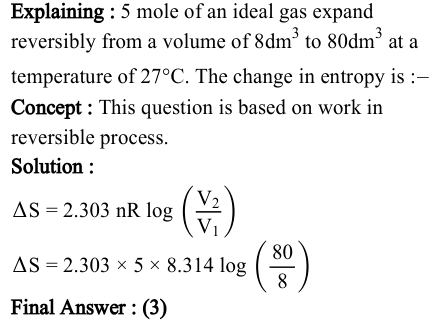 Explaining : 5 mole of an ideal gas expand
reversibly from a volume of 8dm³ to 80dm³ at a
temperature of 27°C. The change in entropy is :–
Concept : This question is based on work in
reversible process.
Solution :
ΔS = 2.303 nR log (V₂/V₁)
ΔS = 2.303 × 5 × 8.314 log (80/8)
Final Answer : (3)